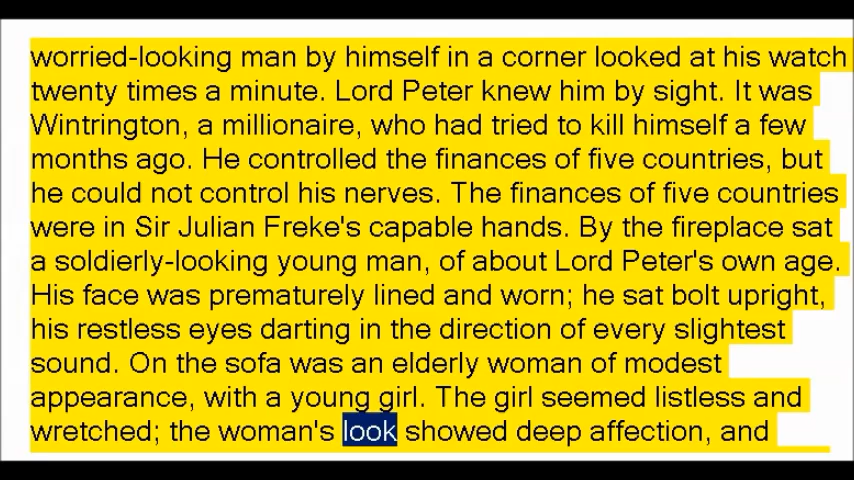 worried-looking man by himself in a corner looked at his watch
twenty times a minute. Lord Peter knew him by sight. It was
Wintrington, a millionaire, who had tried to kill himself a few
months ago. He controlled the finances of five countries, but
he could not control his nerves. The finances of five countries
were in Sir Julian Freke's capable hands. By the fireplace sat
a soldierly-looking young man, of about Lord Peter's own age.
His face was prematurely lined and worn; he sat bolt upright,
his restless eyes darting in the direction of every slightest
sound. On the sofa was an elderly woman of modest
appearance, with a young girl. The girl seemed listless and
wretched; the woman's look showed deep affection, and